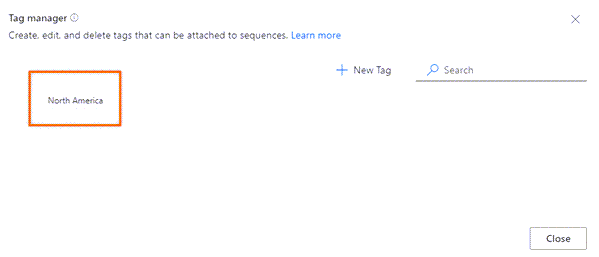 Tag manager
Create, edit, and delete tags that can be attached to sequences. Learn more
New Tag
Search
North America
Close